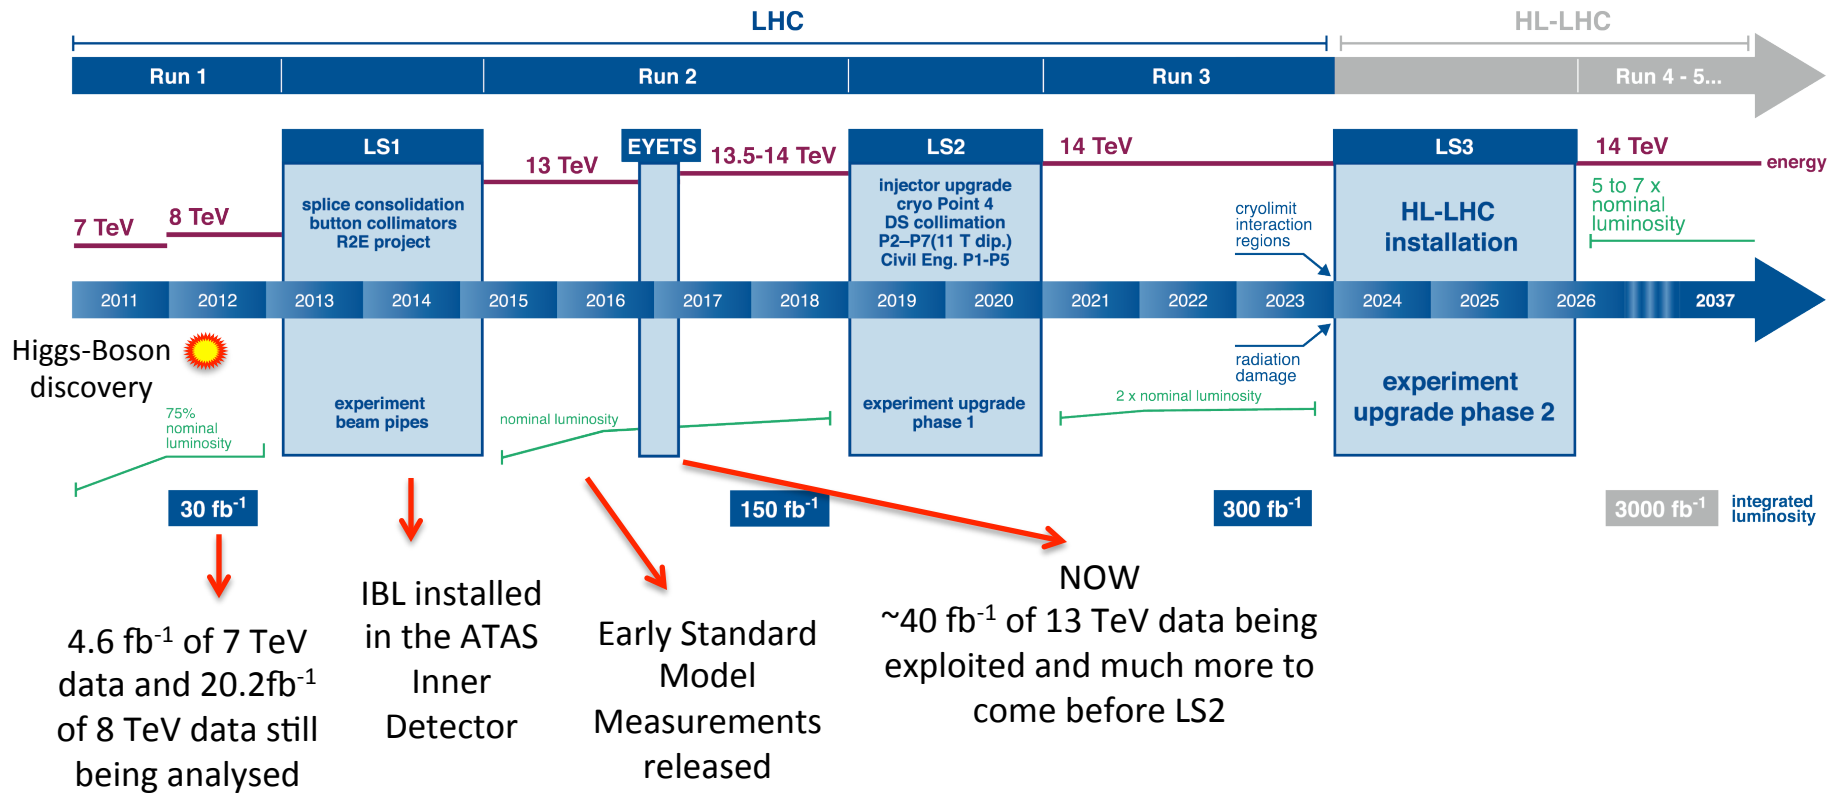 LHC
HL-LHC
Run 1
Run 2
Run 3
Run 4 - 5...
LS1
EYETS
LS2
LS3
7 TeV
8 TeV
13 TeV
13.5-14 TeV
14 TeV
14 TeV
energy
splice consolidation
button collimators
R2E project
injector upgrade
cryo Point 4
DS collimation
P2–P7(11 T dip.)
Civil Eng. P1-P5
cryolimit
interaction
regions
HL-LHC
installation
5 to 7 x
nominal
luminosity
2011
2012
2013
2014
2015
2016
2017
2018
2019
2020
2021
2022
2023
2024
2025
2026
2037
Higgs-Boson
discovery
75%
nominal
luminosity
experiment
beam pipes
nominal luminosity
experiment upgrade
phase 1
2 x nominal luminosity
radiation
damage
experiment
upgrade phase 2
30 fb-1
150 fb-1
300 fb-1
3000 fb-1
integrated
luminosity
4.6 fb-1 of 7 TeV
data and 20.2fb-1
of 8 TeV data still
being analysed
IBL installed
in the ATAS
Inner
Detector
Early Standard
Model
Measurements
released
NOW
~40 fb-1 of 13 TeV data being
exploited and much more to
come before LS2